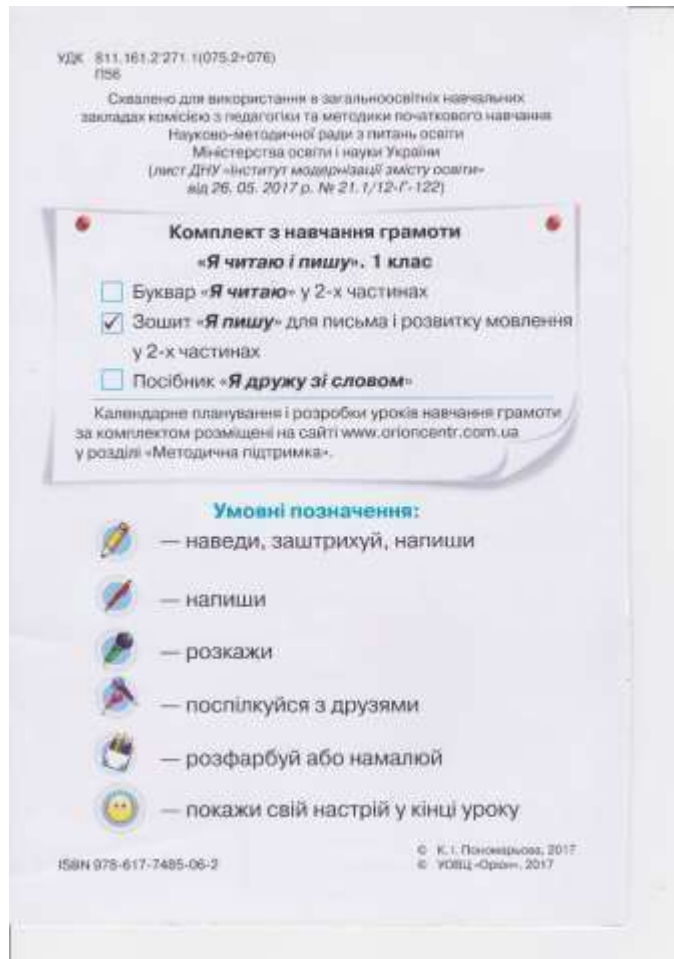 УДК 811.161.2'271.1(075.2+076)
П56
Схвалено для використання в загальноосвітніх навчальних
закладах комісією з педагогіки та методики початкового навчання
Науково-методичної ради з питань освіти
Міністерства освіти і науки України
(лист ДНУ «Інститут модернізації змісту освіти»
від 26. 05. 2017 р. № 21.1/12-Г-122)
Комплект з навчання грамоти
«Я читаю і пишу». 1 клас
Буквар «Я читаю» у 2-х частинах
Зошит «Я пишу» для письма і розвитку мовлення
у 2-х частинах
Посібник «Я дружу зі словом»
Календарне планування і розробки уроків навчання грамоти
за комплектом розміщені на сайті www.orioncentr.com.ua
у розділі «Методична підтримка».
Умовні позначення:
— наведи, заштрихуй, напиши
— напиши
— розкажи
— поспілкуйся з друзями
— розфарбуй або намалюй
— покажи свій настрій у кінці уроку
© К. І. Пономарьова, 2017
ISBN 978-617-7485-06-2
© УОВЦ «Оріон», 2017